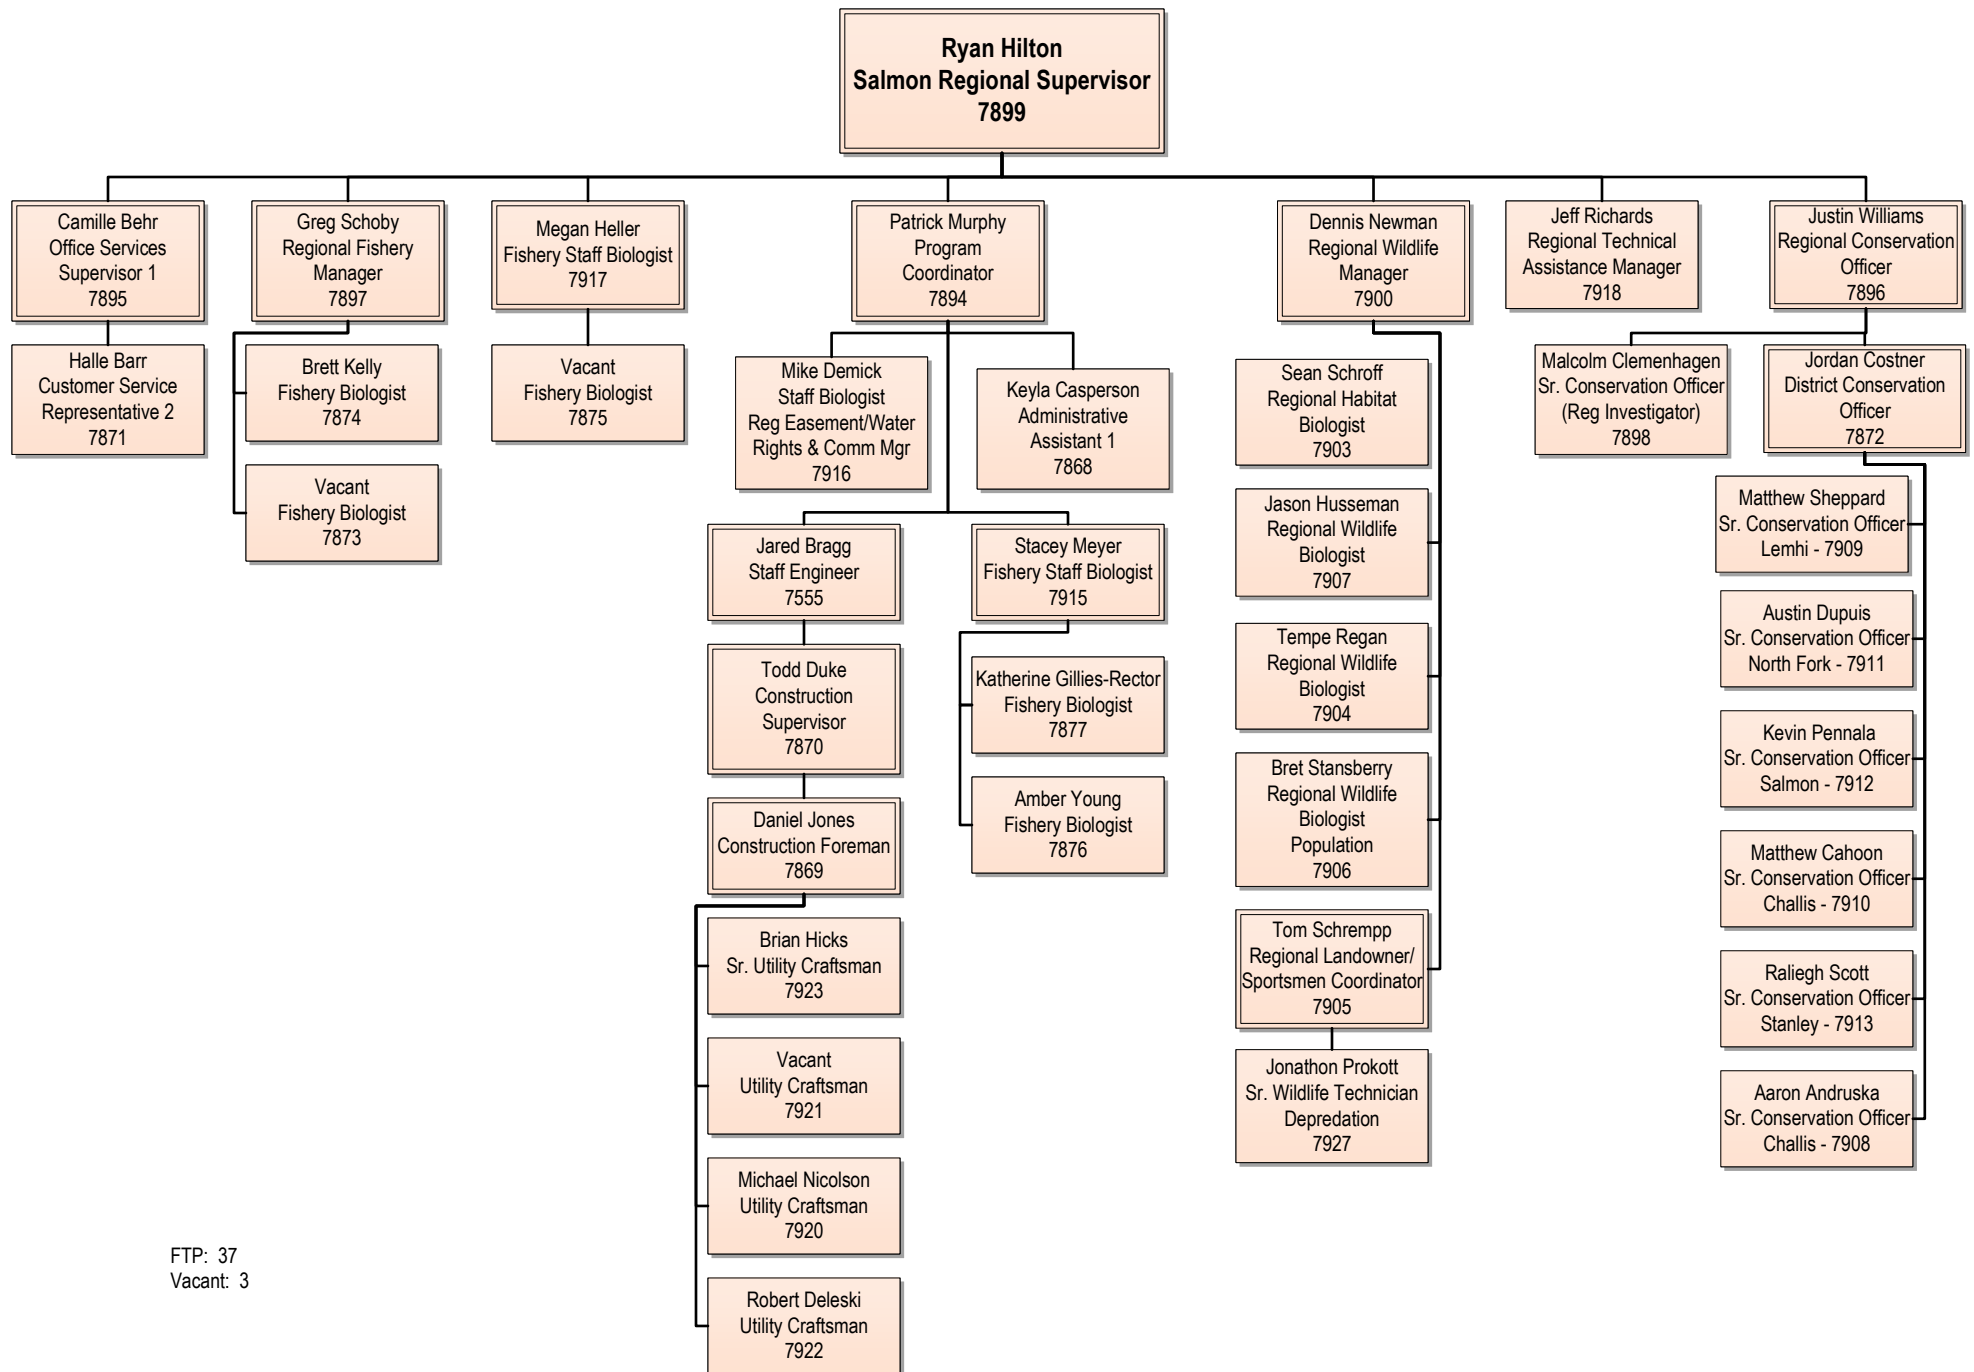 Ryan Hilton
Salmon Regional Supervisor
7899
Camille Behr
Office Services
Supervisor 1
7895
Greg Schoby
Regional Fishery
Manager
7897
Megan Heller
Fishery Staff Biologist
7917
Patrick Murphy
Program
Coordinator
7894
Dennis Newman
Regional Wildlife
Manager
7900
Jeff Richards
Regional Technical
Assistance Manager
7918
Justin Williams
Regional Conservation
Officer
7896
Halle Barr
Customer Service
Representative 2
7871
Brett Kelly
Fishery Biologist
7874
Vacant
Fishery Biologist
7873
Vacant
Fishery Biologist
7875
Mike Demick
Staff Biologist
Reg Easement/Water
Rights & Comm Mgr
7916
Keyla Casperson
Administrative
Assistant 1
7868
Jared Bragg
Staff Engineer
7555
Stacey Meyer
Fishery Staff Biologist
7915
Todd Duke
Construction
Supervisor
7870
Katherine Gillies-Rector
Fishery Biologist
7877
Amber Young
Fishery Biologist
7876
Daniel Jones
Construction Foreman
7869
Brian Hicks
Sr. Utility Craftsman
7923
Vacant
Utility Craftsman
7921
Michael Nicolson
Utility Craftsman
7920
Robert Deleski
Utility Craftsman
7922
Sean Schroff
Regional Habitat
Biologist
7903
Jason Husseman
Regional Wildlife
Biologist
7907
Tempe Regan
Regional Wildlife
Biologist
7904
Bret Stansberry
Regional Wildlife
Biologist
Population
7906
Tom Schrempp
Regional Landowner/
Sportsmen Coordinator
7905
Jonathon Prokott
Sr. Wildlife Technician
Depredation
7927
Malcolm Clemenhagen
Sr. Conservation Officer
(Reg Investigator)
7898
Jordan Costner
District Conservation
Officer
7872
Matthew Sheppard
Sr. Conservation Officer
Lemhi - 7909
Austin Dupuis
Sr. Conservation Officer
North Fork - 7911
Kevin Pennala
Sr. Conservation Officer
Salmon - 7912
Matthew Cahoon
Sr. Conservation Officer
Challis - 7910
Raliegh Scott
Sr. Conservation Officer
Stanley - 7913
Aaron Andruska
Sr. Conservation Officer
Challis - 7908
FTP: 37
Vacant: 3